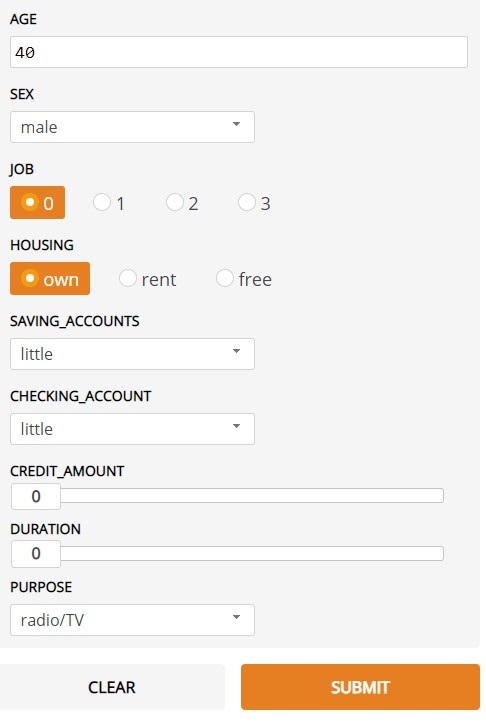 AGE
40
SEX
male
JOB
0 1 2 3
HOUSING
own rent free
SAVING_ACCOUNTS
little
CHECKING_ACCOUNT
little
CREDIT_AMOUNT
0
DURATION
0
PURPOSE
radio/TV
CLEAR SUBMIT